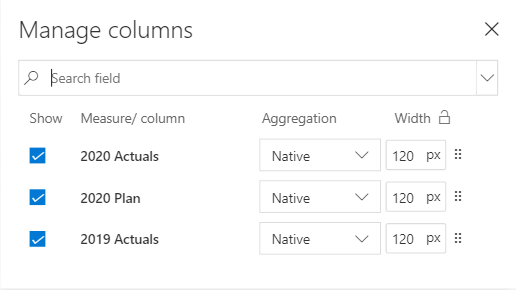 Manage columns
Search field
Show Measure/ column Aggregation Width
2020 Actuals Native 120 px
2020 Plan Native 120 px
2019 Actuals Native 120 px